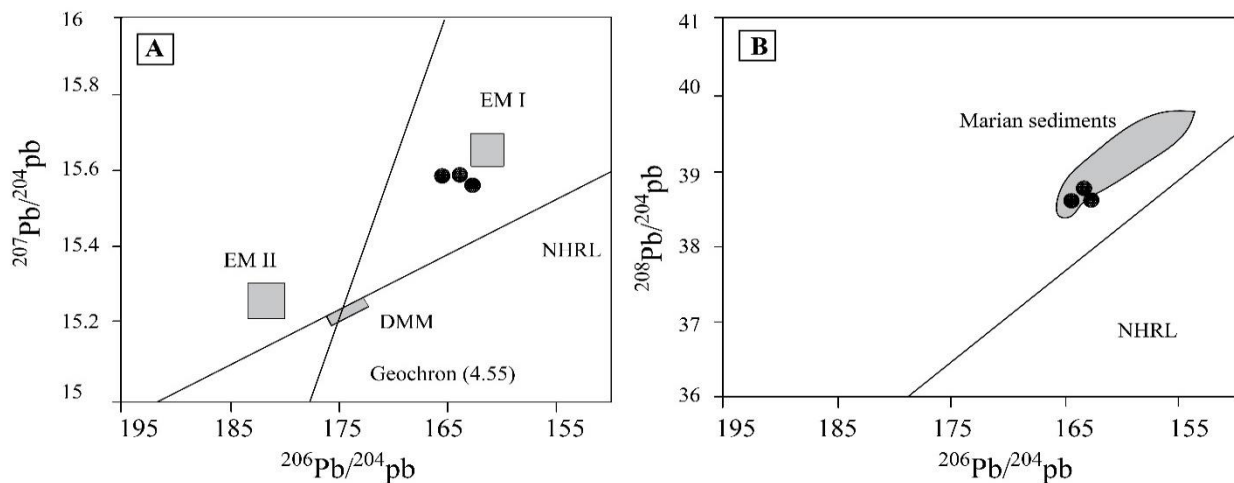 A
16
15.8
15.6
15.4
15.2
15
²⁰⁷Pb/²⁰⁴pb
EM I
NHRL
EM II
DMM
Geochron (4.55)
195 185 175 165 155
²⁰⁶Pb/²⁰⁴pb
B
41
40
39
38
37
36
²⁰⁸Pb/²⁰⁴pb
Marian sediments
NHRL
195 185 175 165 155
²⁰⁶Pb/²⁰⁴pb